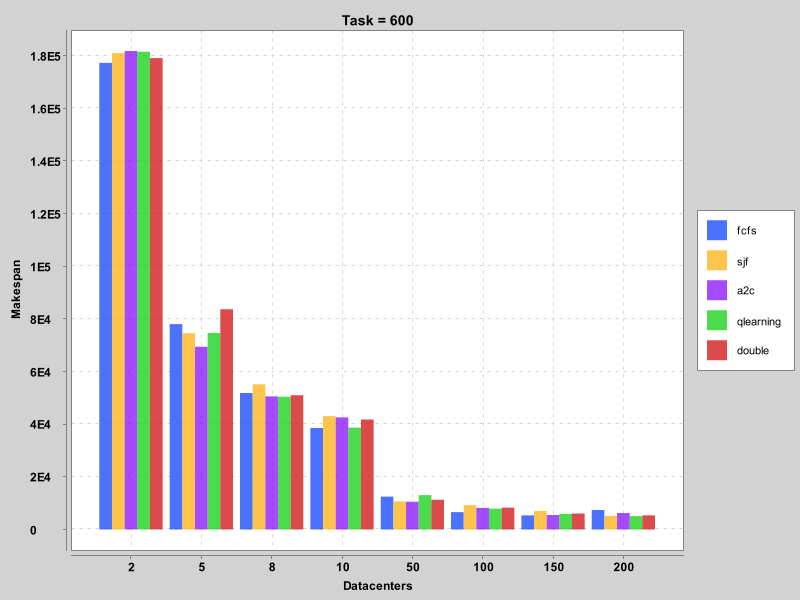 Task = 600
Makespan
1.8E5
1.6E5
1.4E5
1.2E5
1E5
8E4
6E4
4E4
2E4
0
2 5 8 10 50 100 150 200
Datacenters
fcfs
sjf
a2c
qlearning
double